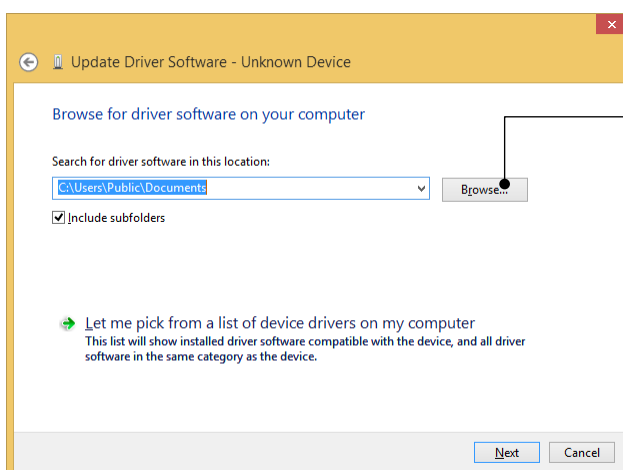 Update Driver Software - Unknown Device
Browse for driver software on your computer
Search for driver software in this location:
C:\Users\Public\Documents
Browse...
Include subfolders
Let me pick from a list of device drivers on my computer
This list will show installed driver software compatible with the device, and all driver
software in the same category as the device.
Next
Cancel